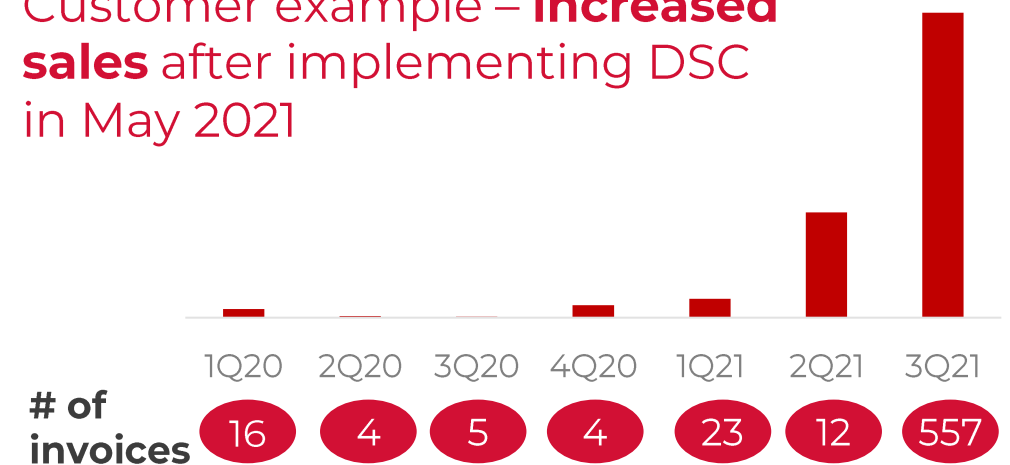 Customer example – increased
sales after implementing DSC
in May 2021
1Q20 2Q20 3Q20 4Q20 1Q21 2Q21 3Q21
# of
invoices 16 4 5 4 23 12 557